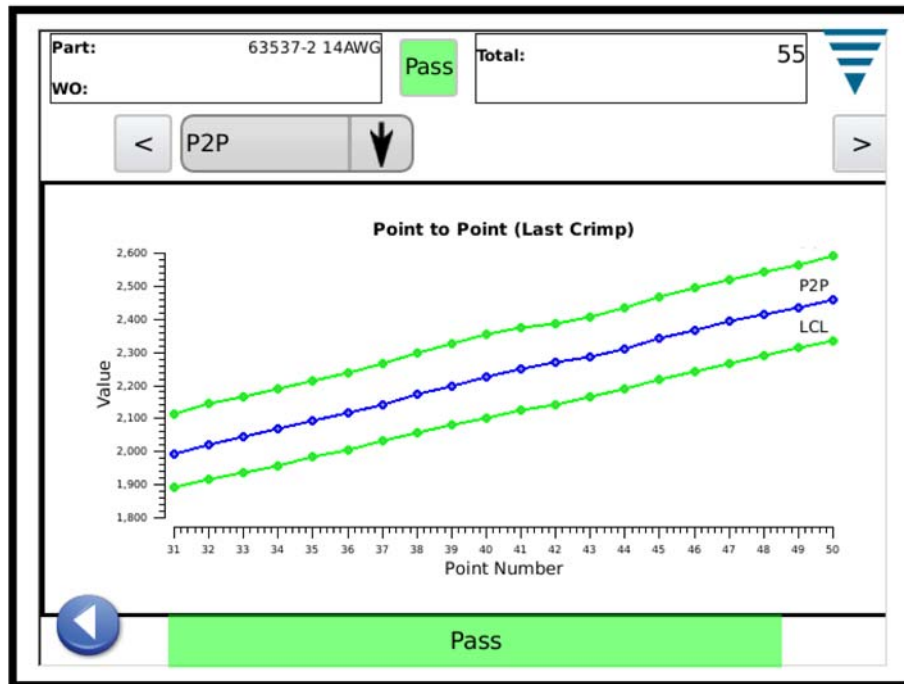 Part: 63537-2 14AWG
WO:
Pass
Total: 55
<
P2P
>
Point to Point (Last Crimp)
2,600
2,500
2,400
2,300
2,200
2,100
2,000
1,900
1,800
Value
P2P
LCL
31 32 33 34 35 36 37 38 39 40 41 42 43 44 45 46 47 48 49 50
Point Number
Pass